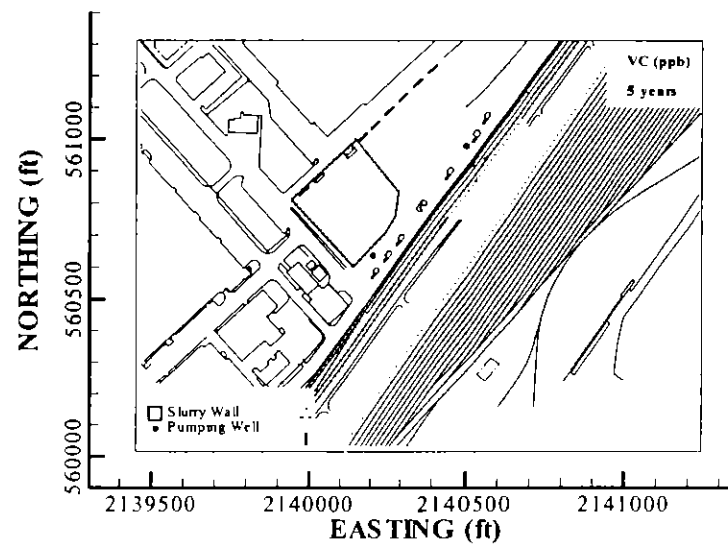 VC (ppb)
5 years
561000
560500
560000
NORTHING (ft)
Slurry Wall
Pumping Well
2139500 2140000 2140500 2141000
EASTING (ft)